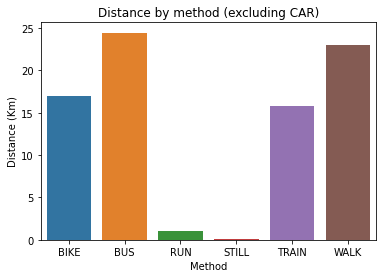 Distance by method (excluding CAR)
25
20
15
10
5
0
Distance (Km)
BIKE BUS RUN STILL TRAIN WALK
Method